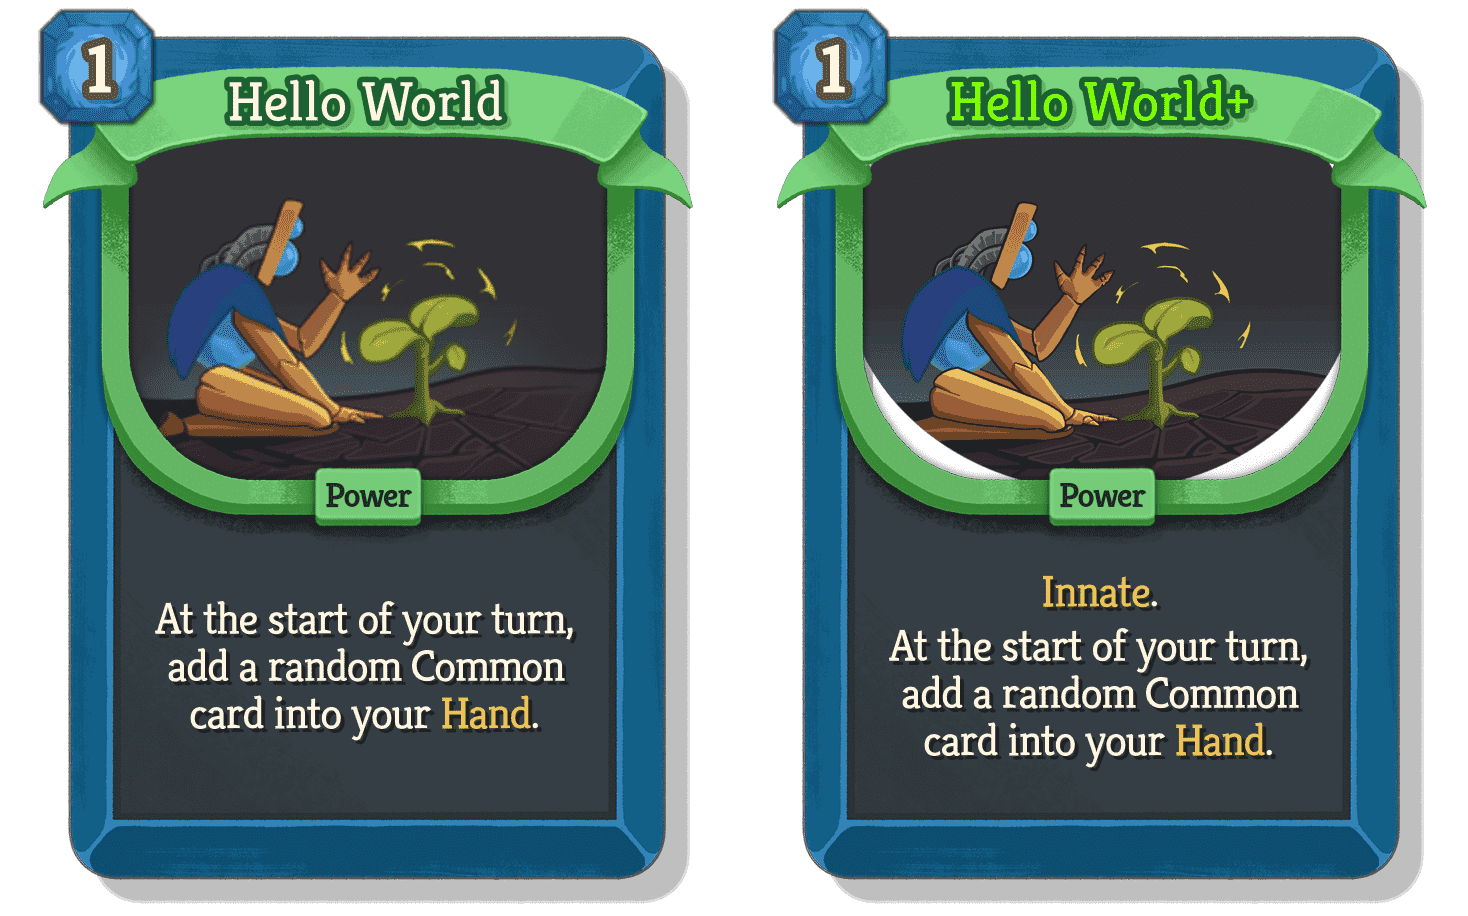 1
Hello World
Power
At the start of your turn,
add a random Common
card into your Hand.
1
Hello World+
Power
Innate.
At the start of your turn,
add a random Common
card into your Hand.